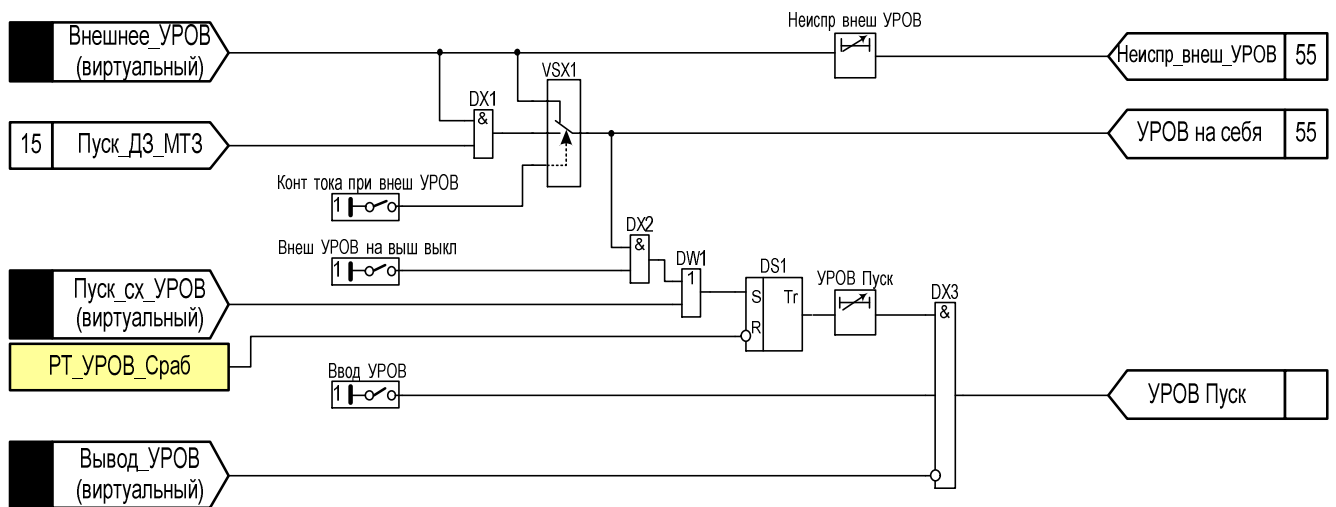 Внешнее_УРОВ
(виртуальный)
Неиспр внеш УРОВ
Неиспр_внеш_УРОВ 55
VSX1
DX1
&
15 Пуск_ДЗ_МТЗ
УРОВ на себя 55
Конт тока при внеш УРОВ
1
DX2
&
Внеш УРОВ на выш выкл
1
DW1
1
Пуск_сх_УРОВ
(виртуальный)
DS1
S Tr
R
УРОВ Пуск
DX3
&
РТ_УРОВ_Сраб
Ввод УРОВ
1
УРОВ Пуск
Вывод_УРОВ
(виртуальный)